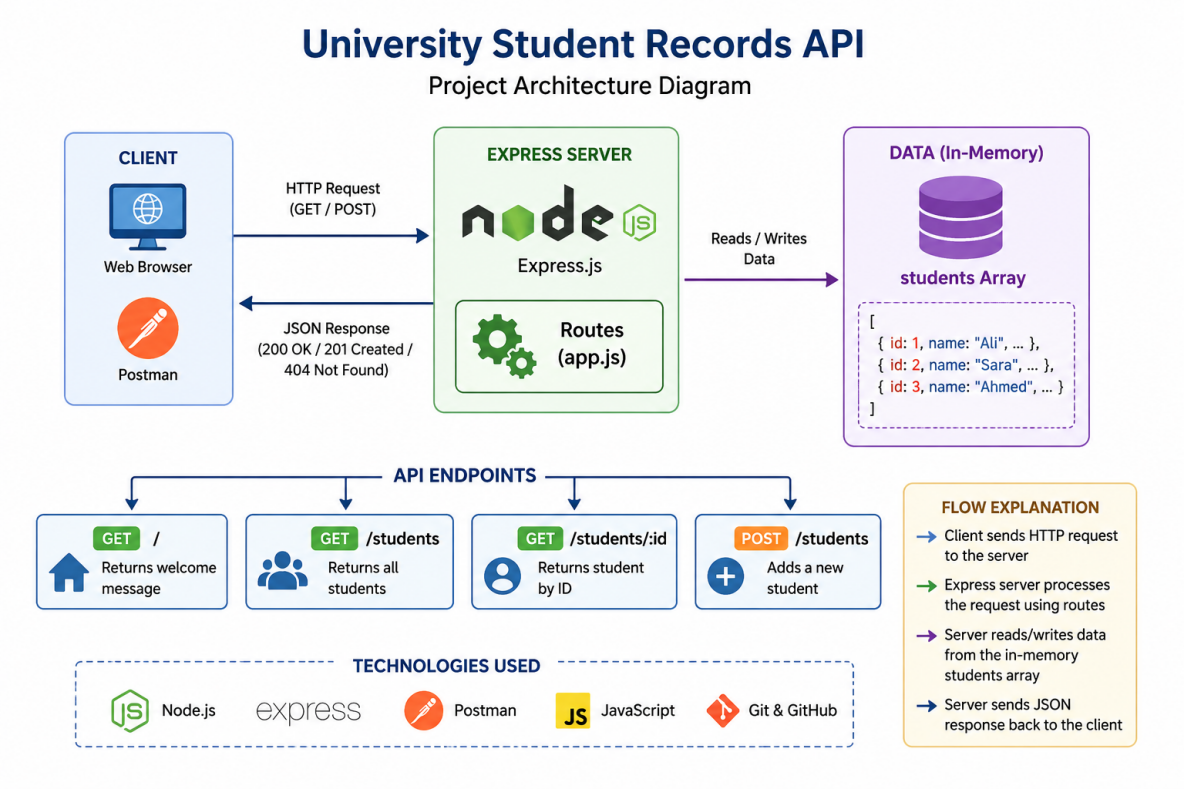 University Student Records API
Project Architecture Diagram
CLIENT
Web Browser
Postman
HTTP Request
(GET / POST)
JSON Response
(200 OK / 201 Created /
404 Not Found)
EXPRESS SERVER
node
JS
Express.js
Routes
(app.js)
Reads / Writes
Data
DATA (In-Memory)
students Array
[
{ id: 1, name: "Ali", ... },
{ id: 2, name: "Sara", ... },
{ id: 3, name: "Ahmed", ... }
]
API ENDPOINTS
GET /
Returns welcome
message
GET /students
Returns all
students
GET /students/:id
Returns student
by ID
POST /students
Adds a new
student
FLOW EXPLANATION
Client sends HTTP request
to the server
Express server processes
the request using routes
Server reads/writes data
from the in-memory
students array
Server sends JSON
response back to the client
TECHNOLOGIES USED
JS Node.js
express
Postman
JS JavaScript
Git & GitHub